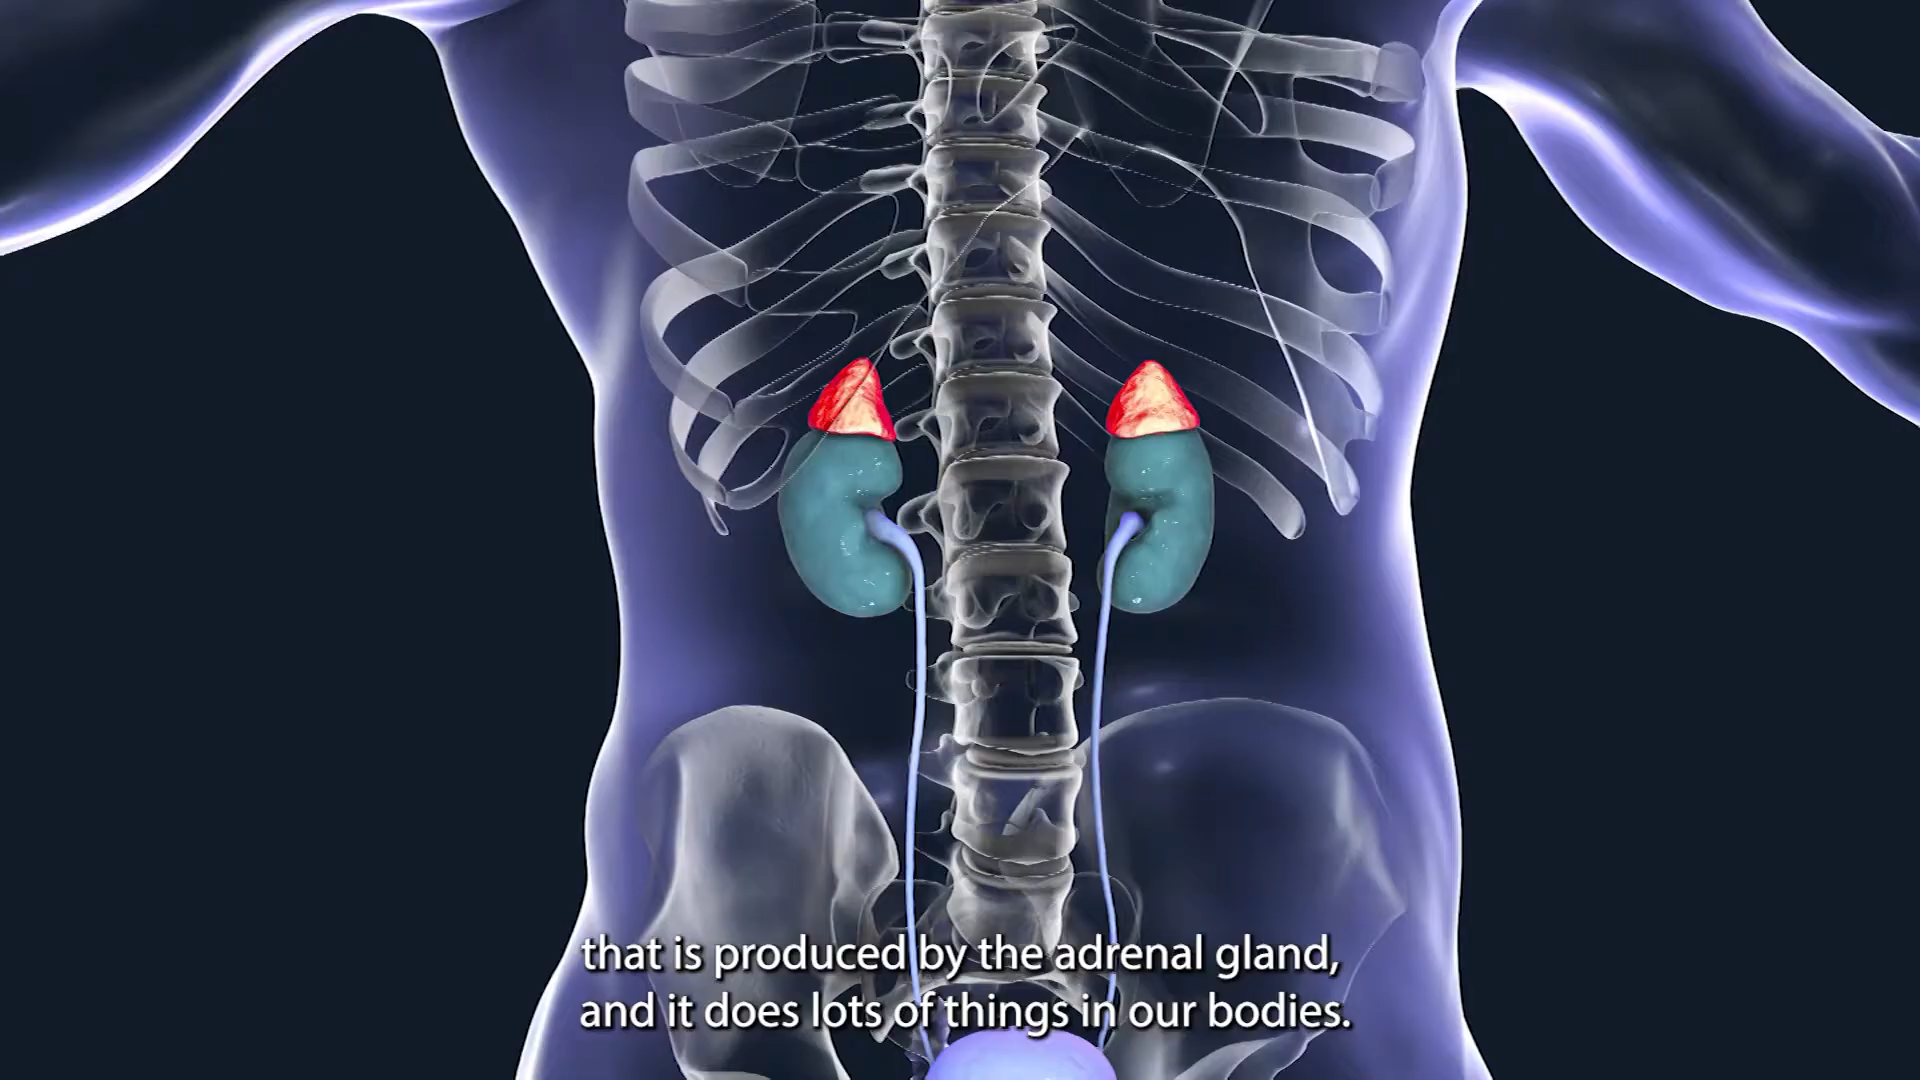 that is produced by the adrenal gland,
and it does lots of things in our bodies.